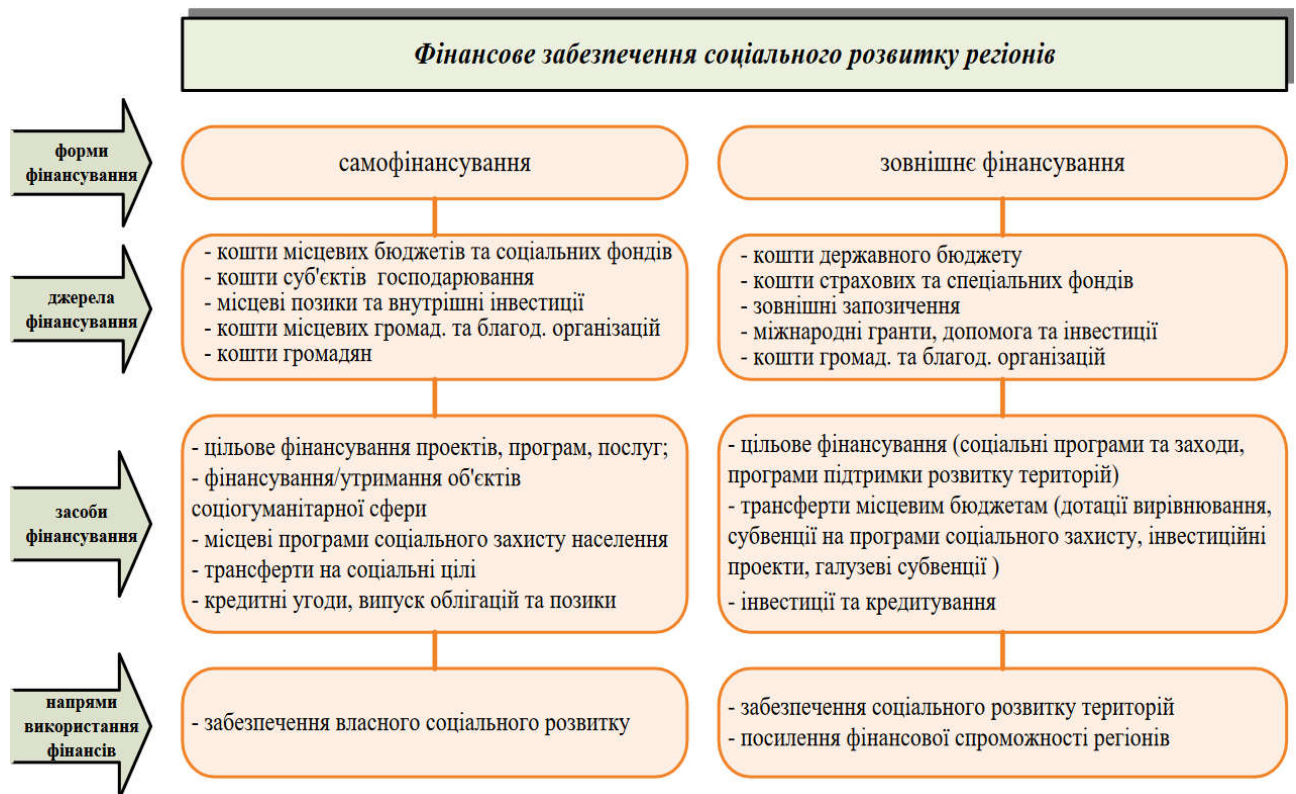 Фінансове забезпечення соціального розвитку регіонів
форми
фінансування
самофінансування
зовнішнє фінансування
джерела
фінансування
- кошти місцевих бюджетів та соціальних фондів
- кошти суб'єктів господарювання
- місцеві позики та внутрішні інвестиції
- кошти місцевих громад. та благод. організацій
- кошти громадян
- кошти державного бюджету
- кошти страхових та спеціальних фондів
- зовнішні запозичення
- міжнародні гранти, допомога та інвестиції
- кошти громад. та благод. організацій
засоби
фінансування
- цільове фінансування проектів, програм, послуг;
- фінансування/утримання об'єктів
соціогуманітарної сфери
- місцеві програми соціального захисту населення
- трансферти на соціальні цілі
- кредитні угоди, випуск облігацій та позики
- цільове фінансування (соціальні програми та заходи,
програми підтримки розвитку територій)
- трансферти місцевим бюджетам (дотації вирівнювання,
субвенції на програми соціального захисту, інвестиційні
проекти, галузеві субвенції )
- інвестиції та кредитування
напрями
використання
фінансів
- забезпечення власного соціального розвитку
- забезпечення соціального розвитку територій
- посилення фінансової спроможності регіонів